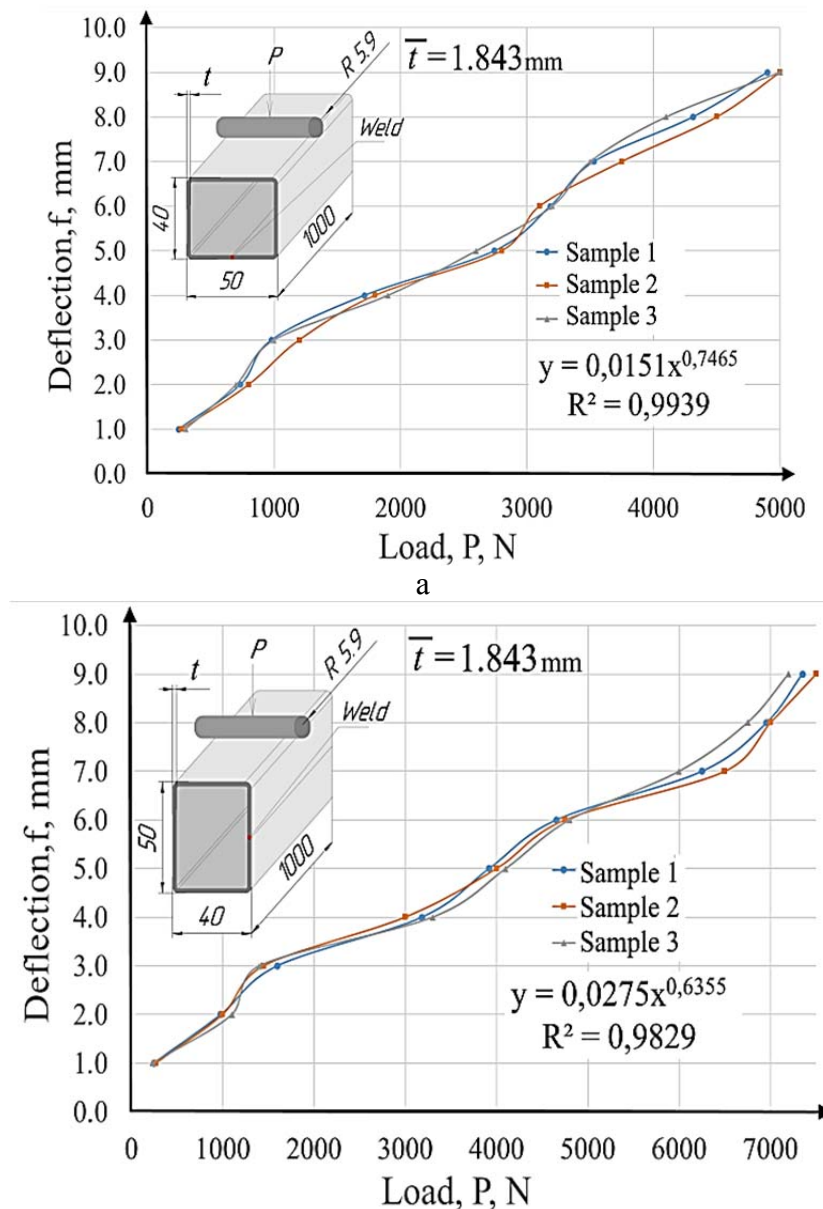 10.0
9.0
8.0
7.0
6.0
5.0
4.0
3.0
2.0
1.0
0.0
Deflection,f, mm
t
P
R 5.9
t = 1.843 mm
Weld
40
50
1000
Sample 1
Sample 2
Sample 3
y = 0,0151x^0,7465
R² = 0,9939
0 1000 2000 3000 4000 5000
Load, P, N
a
10.0
9.0
8.0
7.0
6.0
5.0
4.0
3.0
2.0
1.0
0.0
Deflection,f, mm
t
P
R 5.9
t = 1.843 mm
Weld
50
40
1000
Sample 1
Sample 2
Sample 3
y = 0,0275x^0,6355
R² = 0,9829
0 1000 2000 3000 4000 5000 6000 7000
Load, P, N